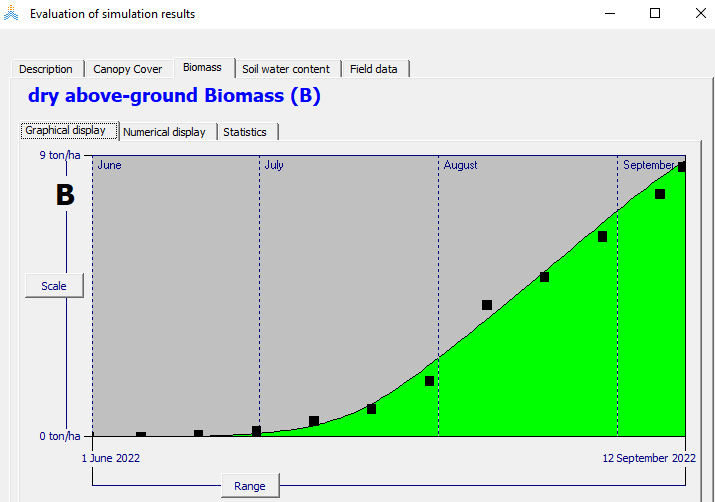 Evaluation of simulation results
Description Canopy Cover Biomass Soil water content Field data
dry above-ground Biomass (B)
Graphical display Numerical display Statistics
9 ton/ha
June July August September
B
Scale
0 ton/ha
1 June 2022 12 September 2022
Range